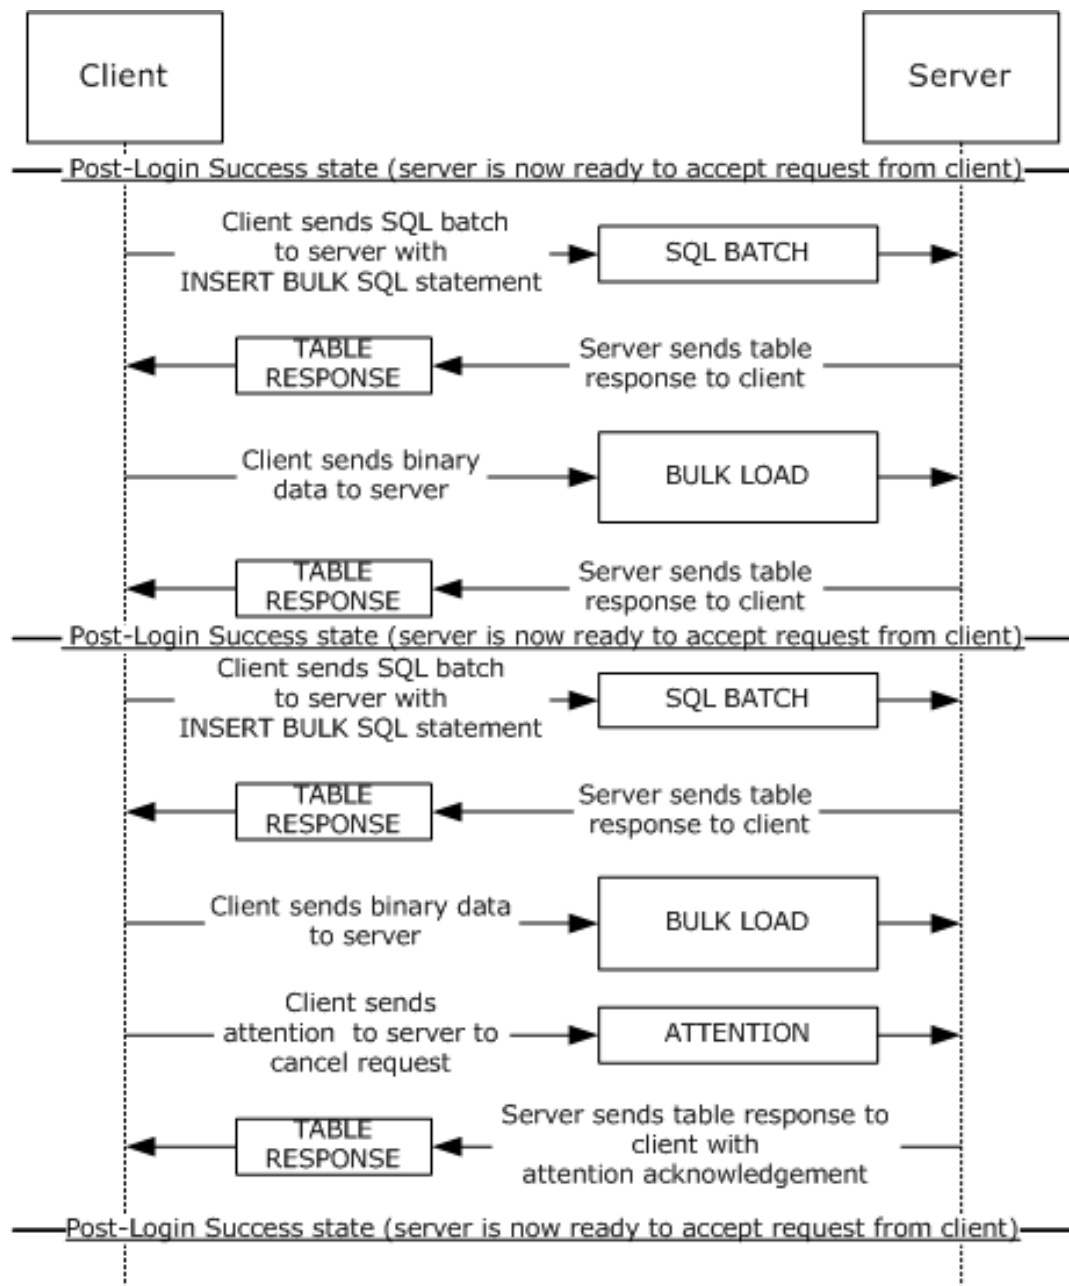 Client
Server
Post-Login Success state (server is now ready to accept request from client)
Client sends SQL batch
to server with
INSERT BULK SQL statement
SQL BATCH
TABLE
RESPONSE
Server sends table
response to client
Client sends binary
data to server
BULK LOAD
TABLE
RESPONSE
Server sends table
response to client
Post-Login Success state (server is now ready to accept request from client)
Client sends SQL batch
to server with
INSERT BULK SQL statement
SQL BATCH
TABLE
RESPONSE
Server sends table
response to client
Client sends binary data
to server
BULK LOAD
Client sends
attention to server to
cancel request
ATTENTION
TABLE
RESPONSE
Server sends table response to
client with
attention acknowledgement
Post-Login Success state (server is now ready to accept request from client)